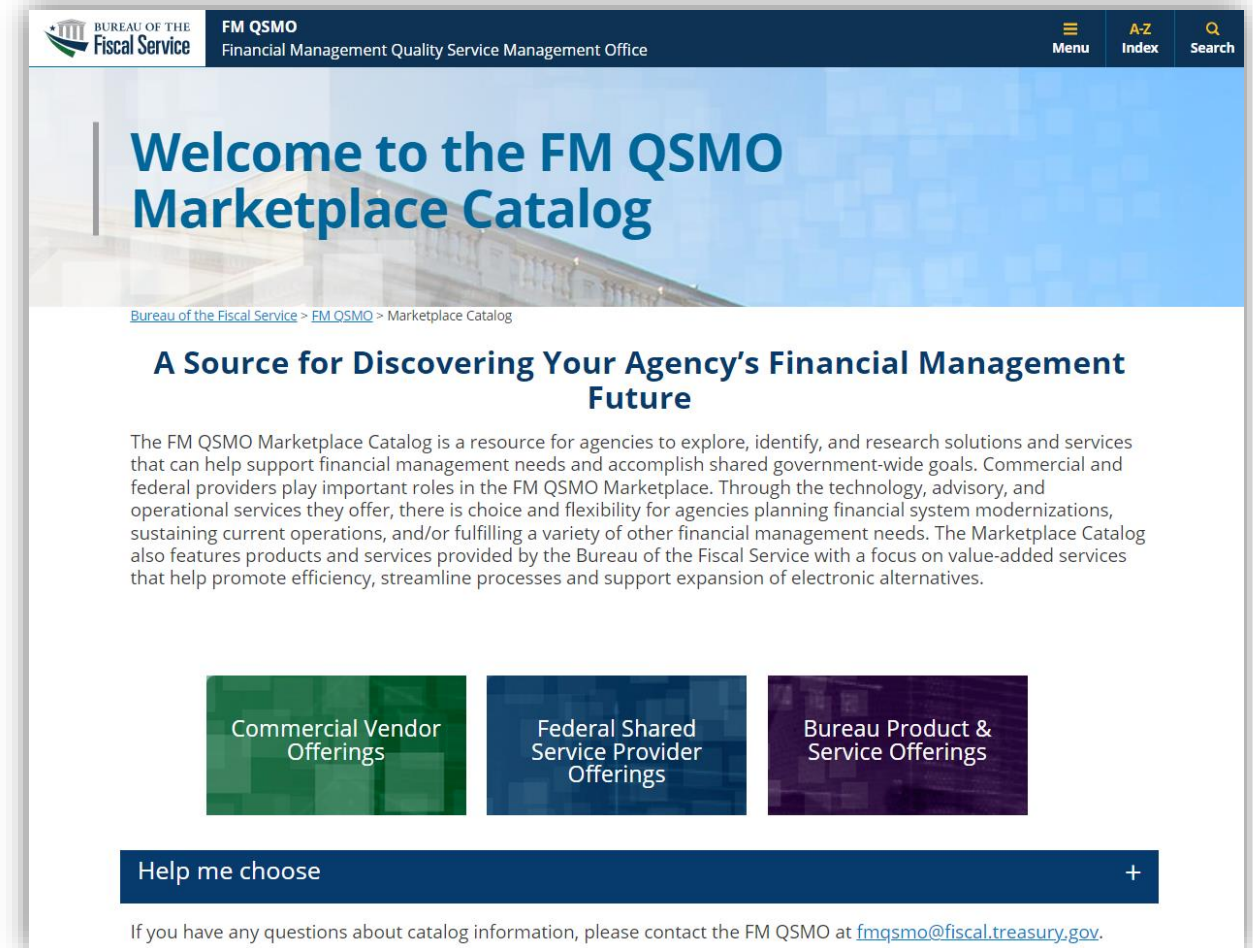 BUREAU OF THE
Fiscal Service
FM QSMO
Financial Management Quality Service Management Office
Menu
A-Z
Index
Search
Welcome to the FM QSMO
Marketplace Catalog
Bureau of the Fiscal Service > FM QSMO > Marketplace Catalog
A Source for Discovering Your Agency’s Financial Management
Future
The FM QSMO Marketplace Catalog is a resource for agencies to explore, identify, and research solutions and services
that can help support financial management needs and accomplish shared government-wide goals. Commercial and
federal providers play important roles in the FM QSMO Marketplace. Through the technology, advisory, and
operational services they offer, there is choice and flexibility for agencies planning financial system modernizations,
sustaining current operations, and/or fulfilling a variety of other financial management needs. The Marketplace Catalog
also features products and services provided by the Bureau of the Fiscal Service with a focus on value-added services
that help promote efficiency, streamline processes and support expansion of electronic alternatives.
Commercial Vendor
Offerings
Federal Shared
Service Provider
Offerings
Bureau Product &
Service Offerings
Help me choose +
If you have any questions about catalog information, please contact the FM QSMO at fmqsmo@fiscal.treasury.gov.